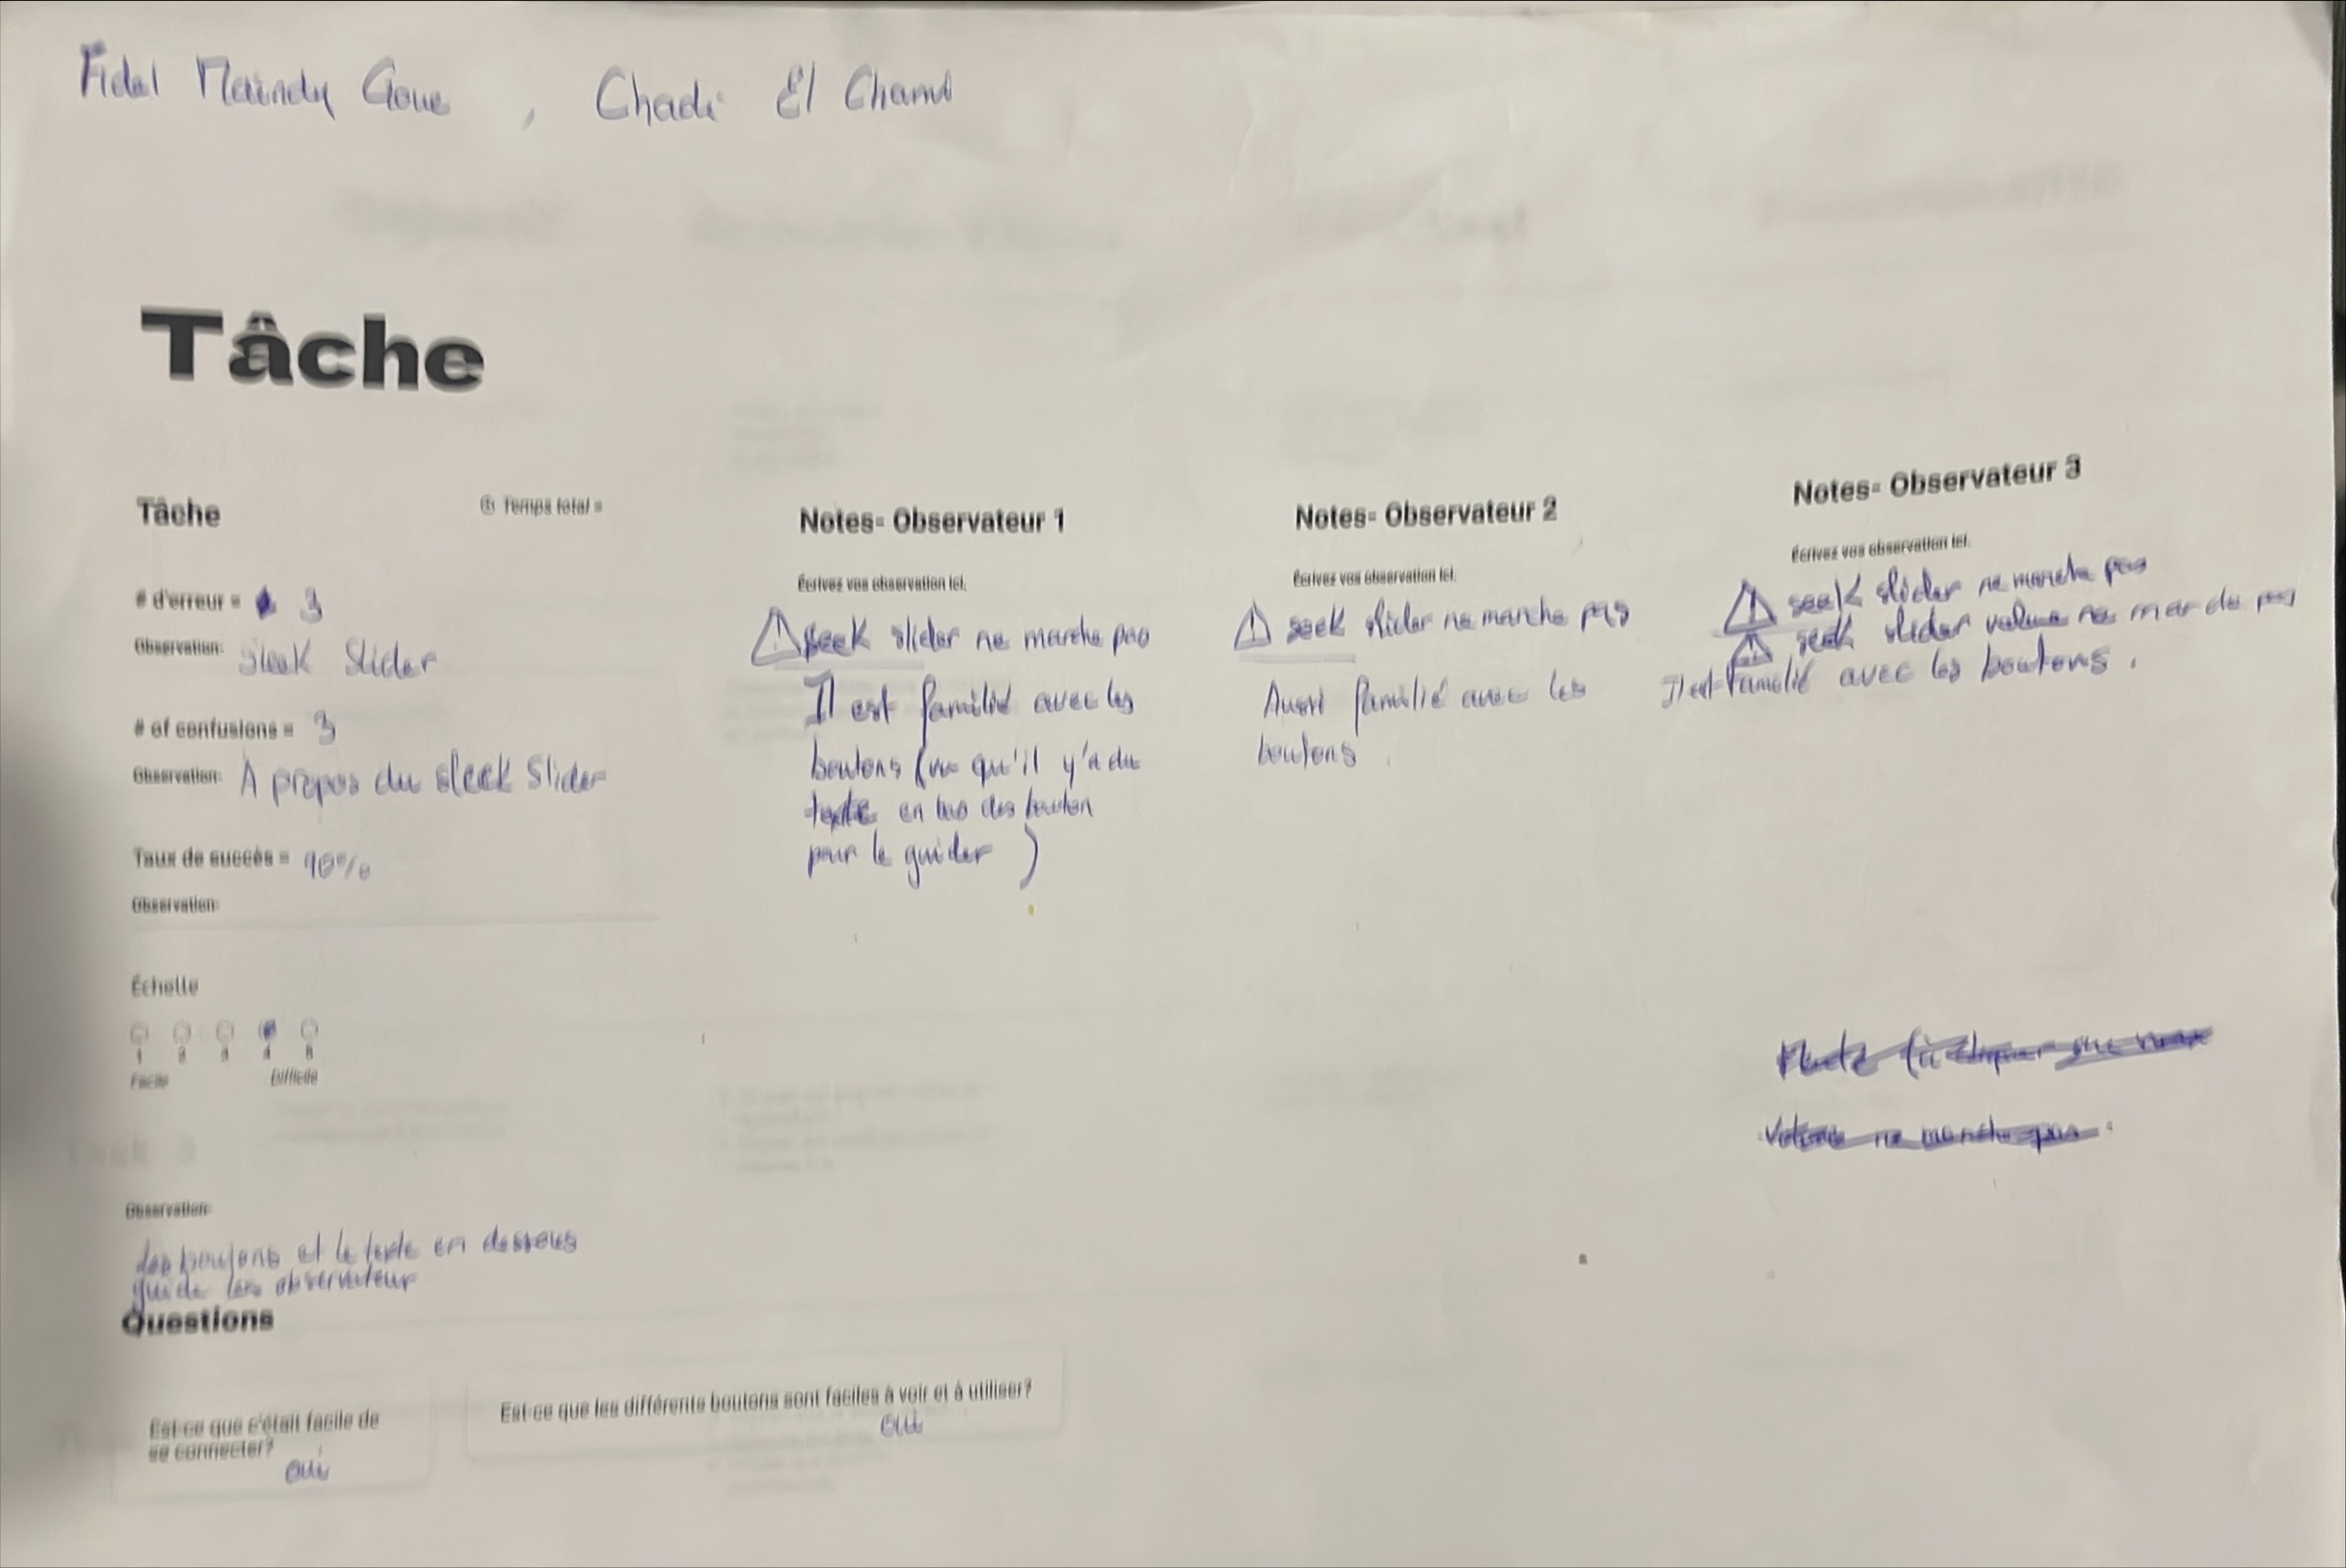 Fidel Maindy Goue , Chadi El Chami
Tâche
Tâche
Temps total =
# d'erreur = 3
Observation: sleek Slider
# of confusions = 3
Observation: À propos du sleek Slider
Taux de succès = 90%
Observation:
Échelle
1 2 3 4 5
Facile Difficile
Observation:
les boutons et le texte en dessous
guide les observateur
Notes- Observateur 1
Écrivez vos observation ici.
⚠ seek slider ne marche pas
Il est familié avec les
boutons (vu qu'il y'a du
texte en bas des bouton
pour le guider )
Notes- Observateur 2
Écrivez vos observation ici.
⚠ seek slider ne marche pas
Aussi familié avec les
boutons.
Notes- Observateur 3
Écrivez vos observation ici.
⚠ seek slider ne marche pas
⚠ seek slider volume ne marche pas
Il est familié avec les boutons.
Volume ne marche pas.
Questions
Est-ce que c'était facile de
se connecter?
oui
Est-ce que les différents boutons sont faciles à voir et à utiliser?
oui